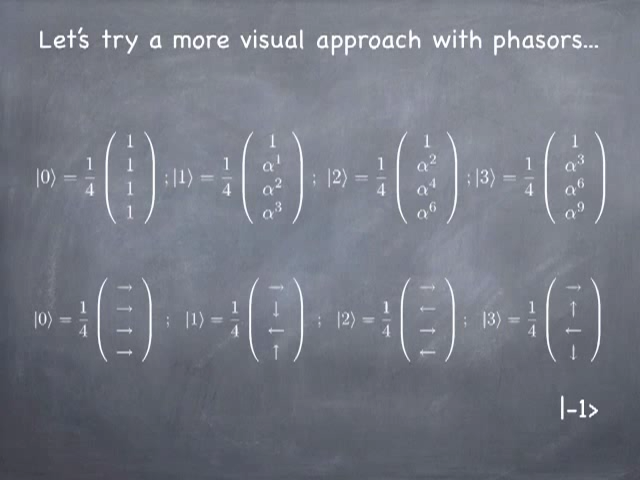 Let's try a more visual approach with phasors...
|0⟩ = 1/4 (1 1 1 1) ; |1⟩ = 1/4 (1 α¹ α² α³) ; |2⟩ = 1/4 (1 α² α⁴ α⁶) ; |3⟩ = 1/4 (1 α³ α⁶ α⁹)
|0⟩ = 1/4 (→ → → →) ; |1⟩ = 1/4 (→ ↓ ← ↑) ; |2⟩ = 1/4 (→ ← → ←) ; |3⟩ = 1/4 (→ ↑ ← ↓)
|-1>